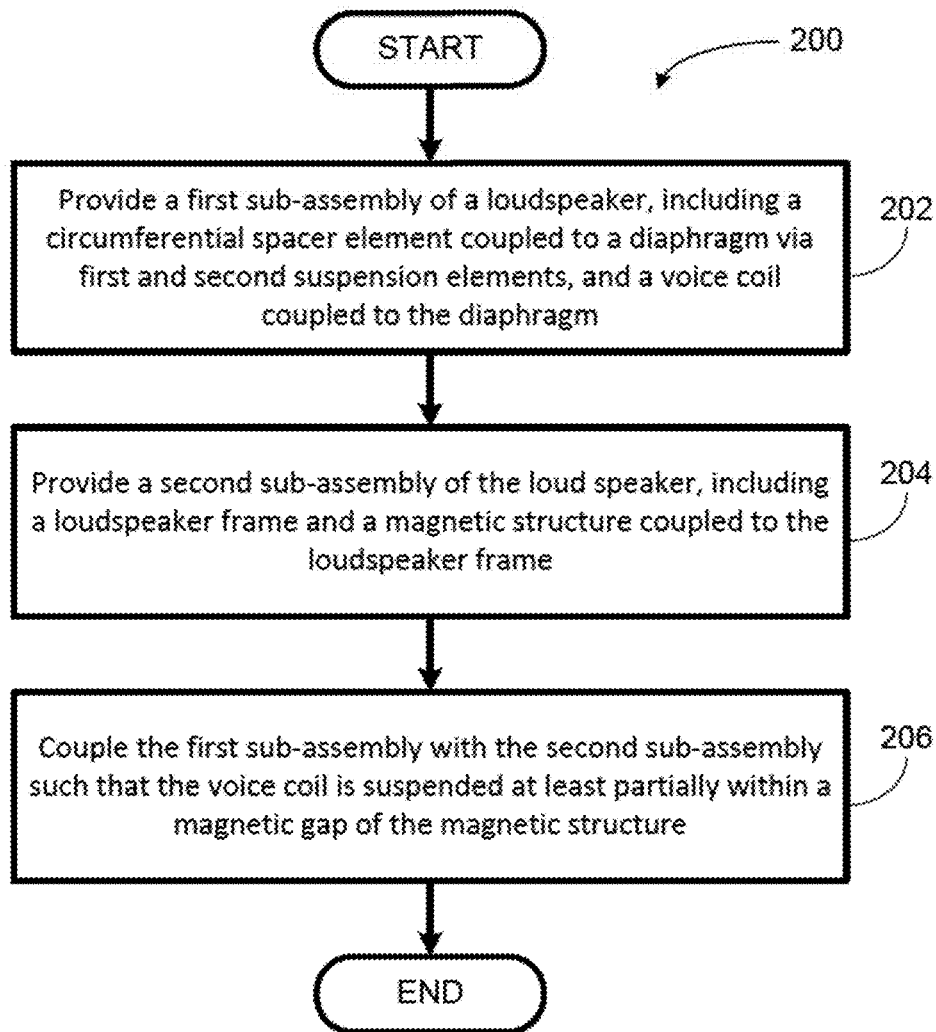 START
200
Provide a first sub-assembly of a loudspeaker, including a
circumferential spacer element coupled to a diaphragm via
first and second suspension elements, and a voice coil
coupled to the diaphragm
202
Provide a second sub-assembly of the loud speaker, including
a loudspeaker frame and a magnetic structure coupled to the
loudspeaker frame
204
Couple the first sub-assembly with the second sub-assembly
such that the voice coil is suspended at least partially within a
magnetic gap of the magnetic structure
206
END